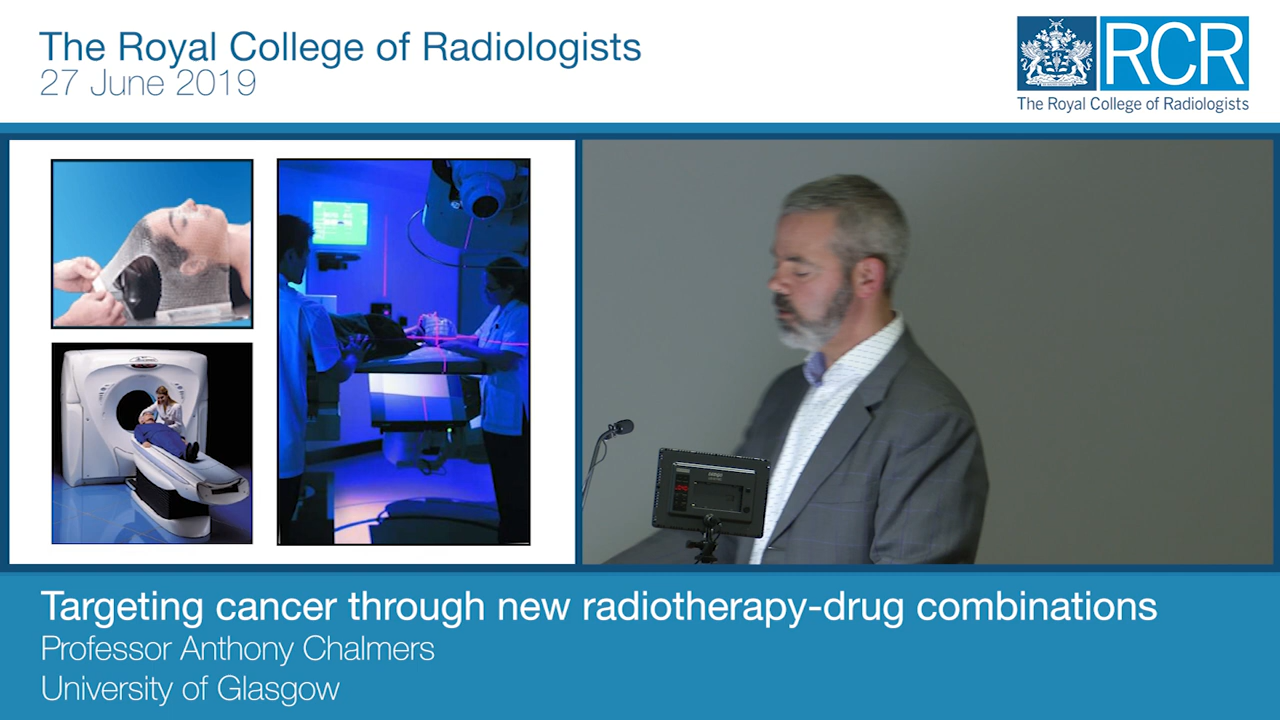 The Royal College of Radiologists
27 June 2019
RCR
The Royal College of Radiologists
Targeting cancer through new radiotherapy-drug combinations
Professor Anthony Chalmers
University of Glasgow